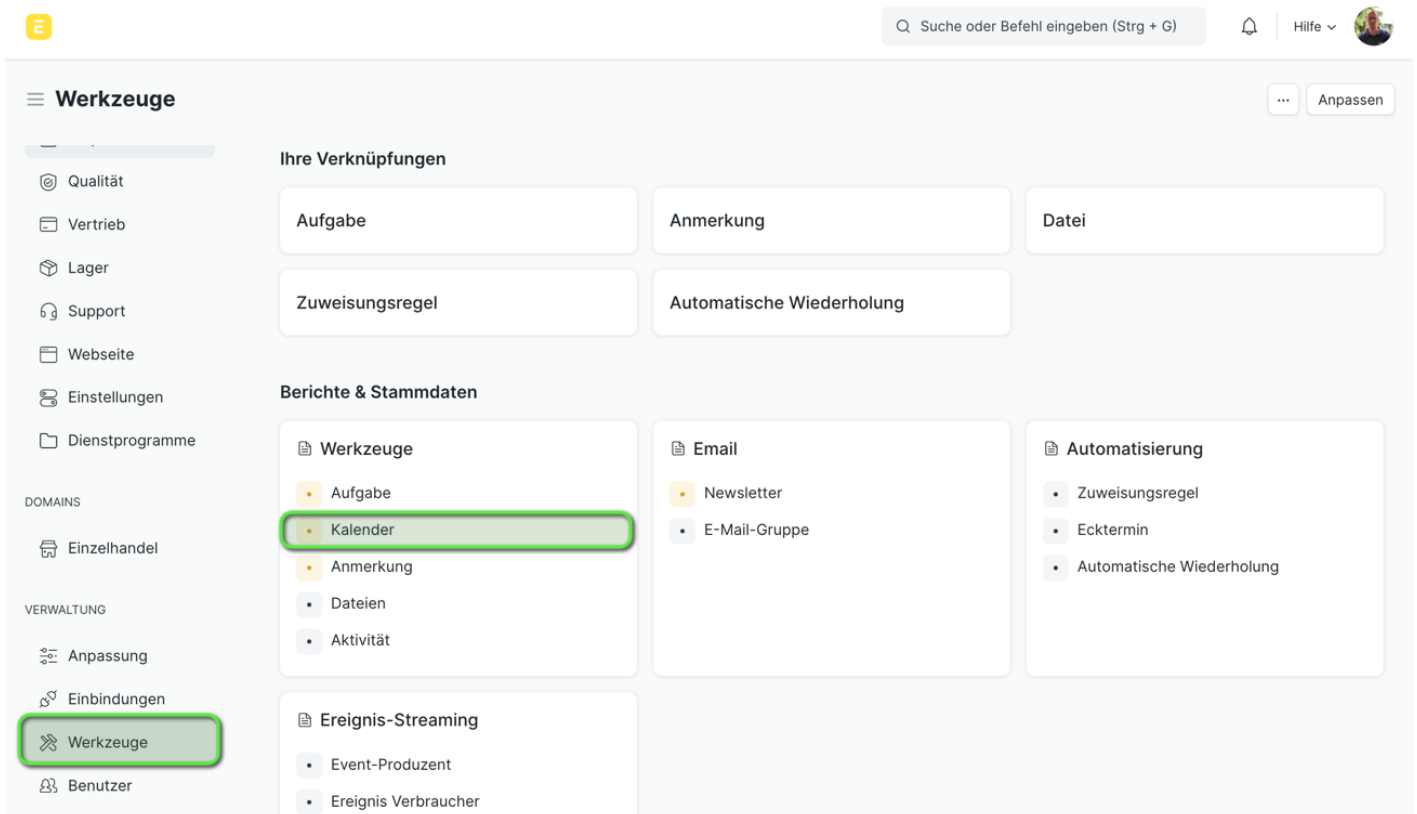 E
Suche oder Befehl eingeben (Strg + G)
Hilfe
Werkzeuge
...
Anpassen
Qualität
Vertrieb
Lager
Support
Webseite
Einstellungen
Dienstprogramme
DOMAINS
Einzelhandel
VERWALTUNG
Anpassung
Einbindungen
Werkzeuge
Benutzer
Ihre Verknüpfungen
Aufgabe
Anmerkung
Datei
Zuweisungsregel
Automatische Wiederholung
Berichte & Stammdaten
Werkzeuge
Aufgabe
Kalender
Anmerkung
Dateien
Aktivität
Email
Newsletter
E-Mail-Gruppe
Automatisierung
Zuweisungsregel
Ecktermin
Automatische Wiederholung
Ereignis-Streaming
Event-Produzent
Ereignis Verbraucher